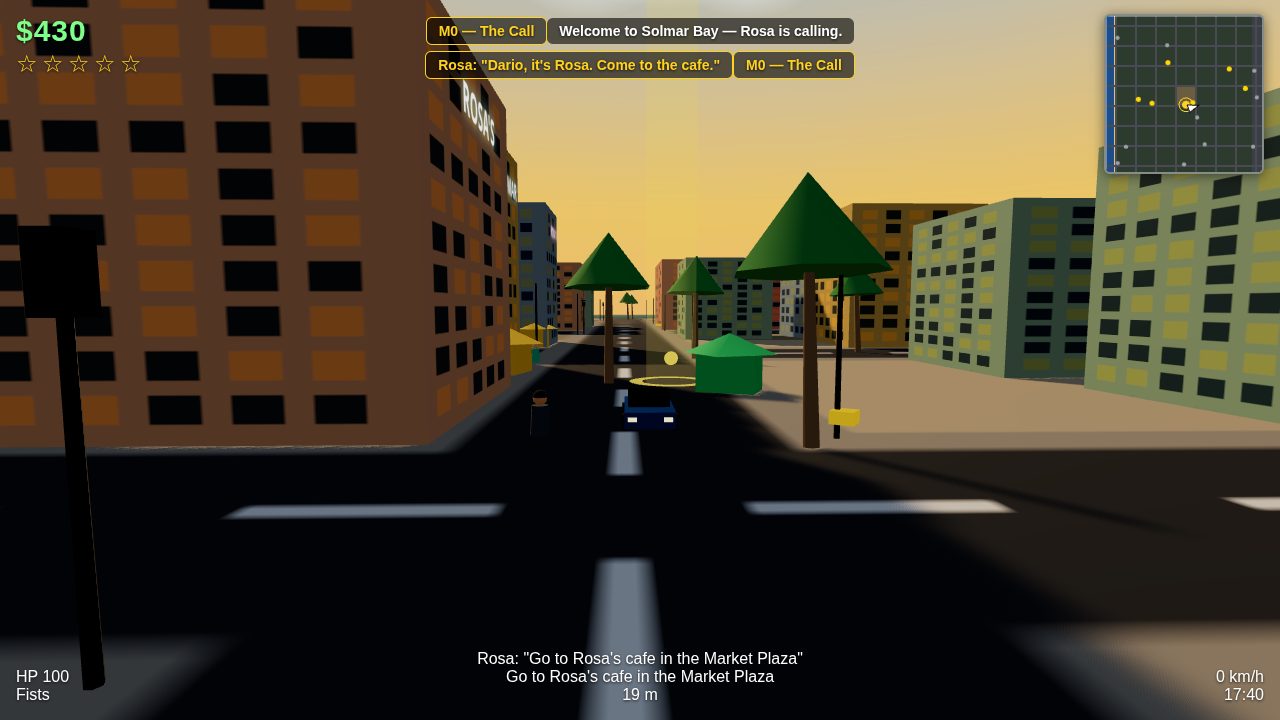 $430
☆☆☆☆☆
M0 — The Call
Welcome to Solmar Bay — Rosa is calling.
Rosa: "Dario, it's Rosa. Come to the cafe."
M0 — The Call
ROSA'S
Rosa: "Go to Rosa's cafe in the Market Plaza"
Go to Rosa's cafe in the Market Plaza
19 m
HP 100
Fists
0 km/h
17:40